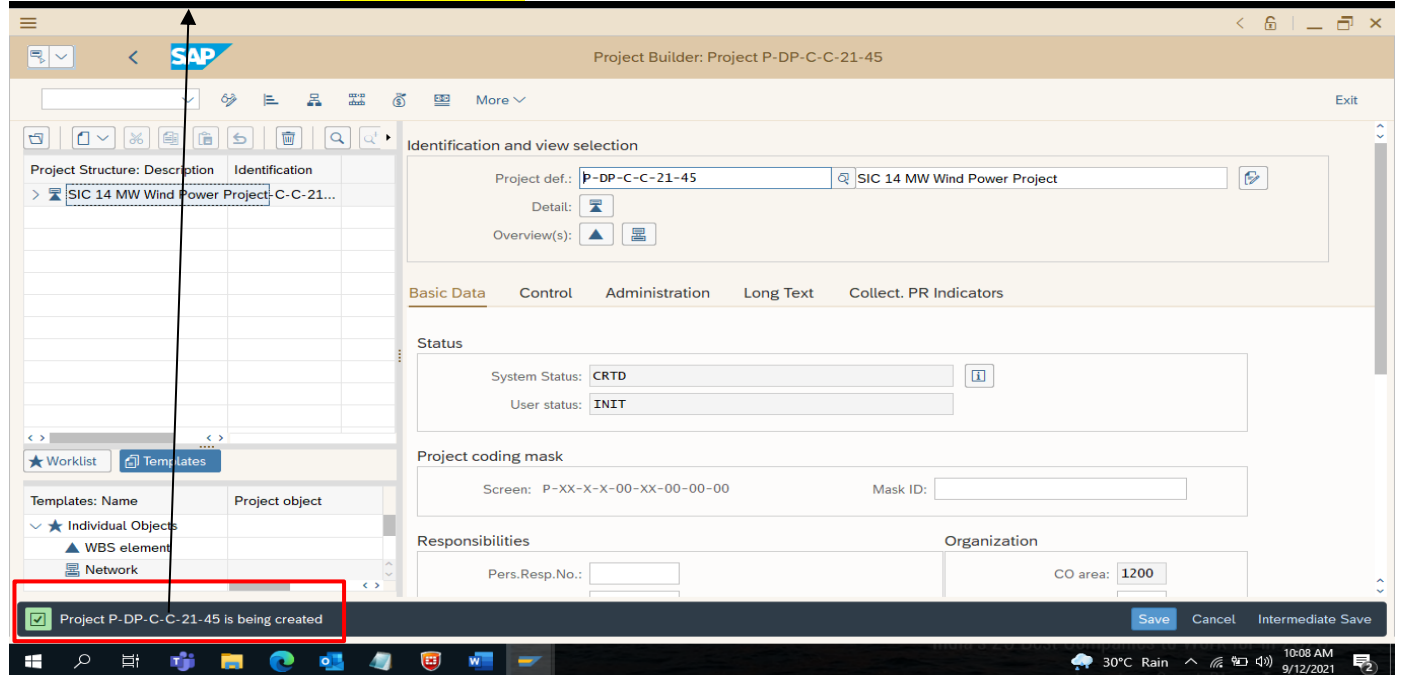 SAP
Project Builder: Project P-DP-C-C-21-45
More
Exit
Project Structure: Description Identification
SIC 14 MW Wind Power Project-C-C-21...
Identification and view selection
Project def.: P-DP-C-C-21-45 SIC 14 MW Wind Power Project
Detail:
Overview(s):
Basic Data Control Administration Long Text Collect. PR Indicators
Status
System Status: CRTD
User status: INIT
Worklist Templates
Project coding mask
Screen: P-XX-X-X-00-XX-00-00-00 Mask ID:
Templates: Name Project object
Individual Objects
WBS element
Network
Responsibilities Organization
Pers.Resp.No.: CO area: 1200
Project P-DP-C-C-21-45 is being created
Save Cancel Intermediate Save
30°C Rain
10:08 AM
9/12/2021
2